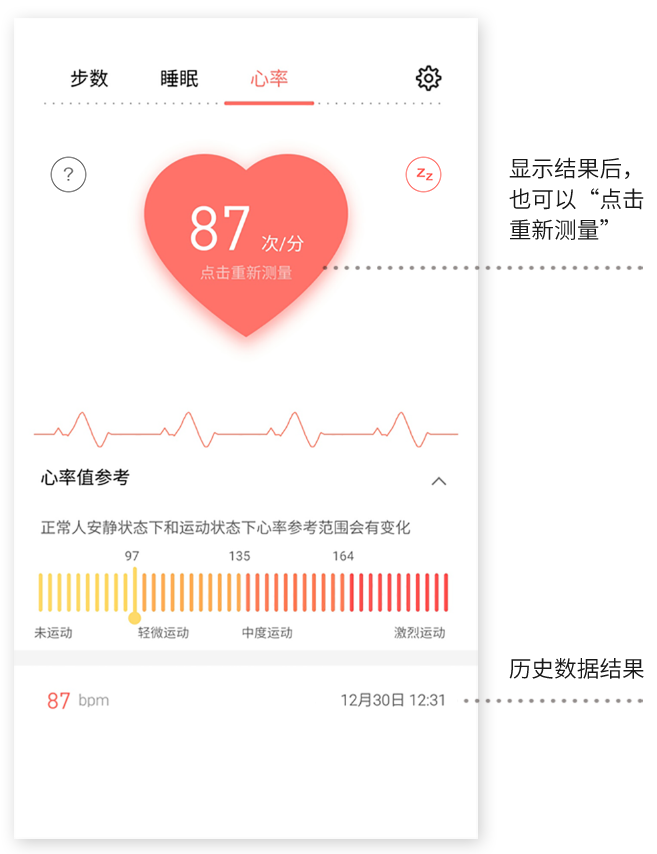 步数 睡眠 心率
?
zz
87 次/分
点击重新测量
显示结果后，
也可以“点击
重新测量”
心率值参考
正常人安静状态下和运动状态下心率参考范围会有变化
97 135 164
未运动 轻微运动 中度运动 激烈运动
历史数据结果
87 bpm 12月30日 12:31